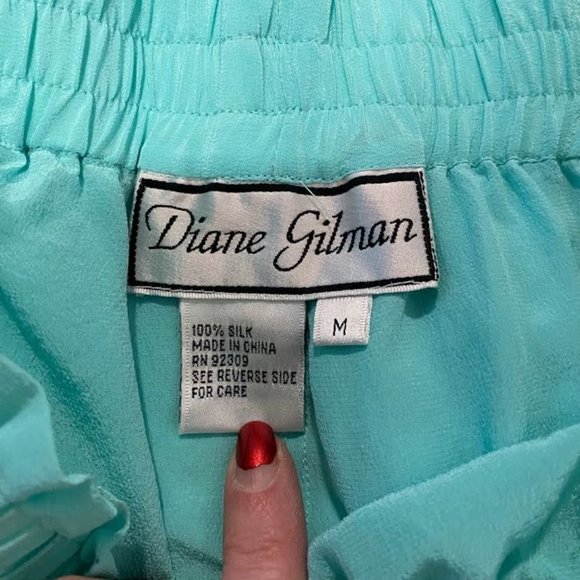 Diane Gilman
100% SILK
MADE IN CHINA
RN 92309
SEE REVERSE SIDE
FOR CARE
M